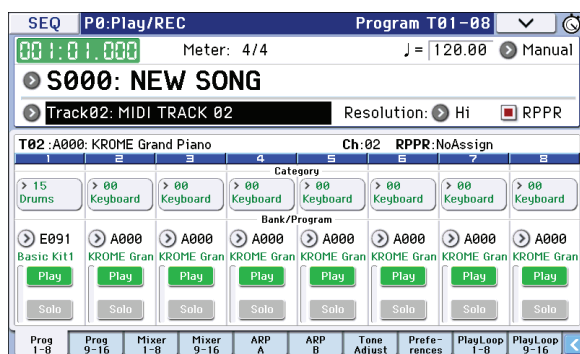 SEQ P0:Play/REC Program T01-08
001:01.000 Meter: 4/4 ♩= 120.00 Manual
S000: NEW SONG
Track02: MIDI TRACK 02 Resolution: Hi RPPR
T02:A000: KROME Grand Piano Ch:02 RPPR:NoAssign
1 2 3 4 5 6 7 8
Category
15 00 00 00 00 00 00 00
Drums Keyboard Keyboard Keyboard Keyboard Keyboard Keyboard Keyboard
Bank/Program
E091 A000 A000 A000 A000 A000 A000 A000
Basic Kit1 KROME Gran KROME Gran KROME Gran KROME Gran KROME Gran KROME Gran KROME Gran
Play Play Play Play Play Play Play Play
Solo Solo Solo Solo Solo Solo Solo Solo
Prog Prog Mixer Mixer ARP ARP Tone Prefe- PlayLoop PlayLoop
1-8 9-16 1-8 9-16 A B Adjust rences 1-8 9-16